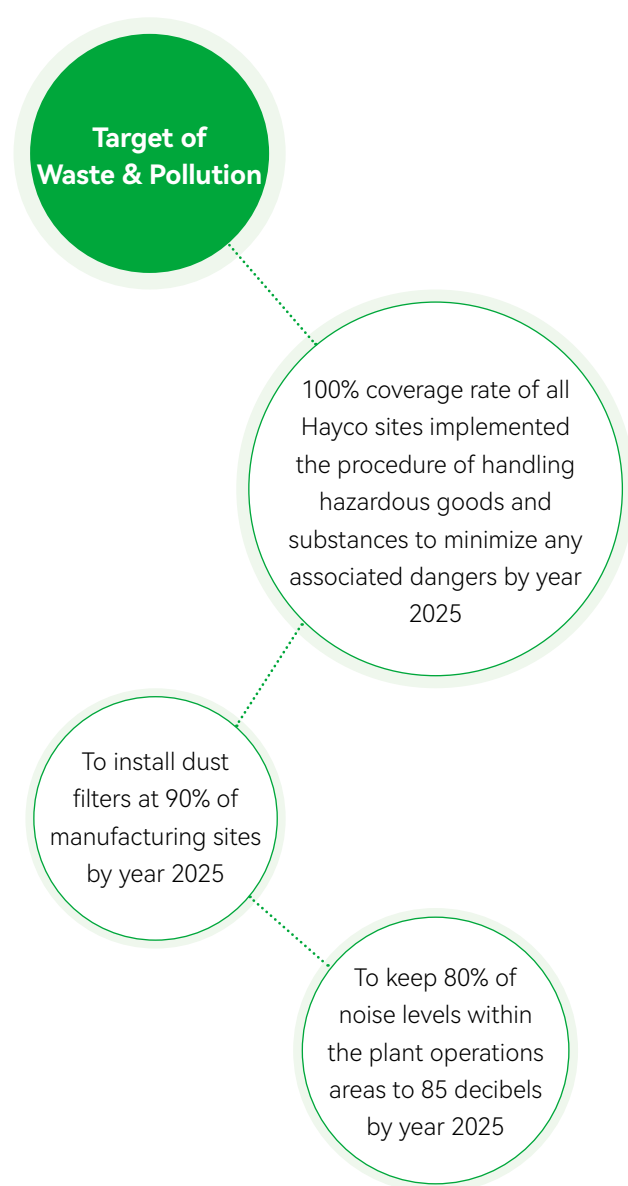 Target of
Waste & Pollution
100% coverage rate of all
Hayco sites implemented
the procedure of handling
hazardous goods and
substances to minimize any
associated dangers by year
2025
To install dust
filters at 90% of
manufacturing sites
by year 2025
To keep 80% of
noise levels within
the plant operations
areas to 85 decibels
by year 2025